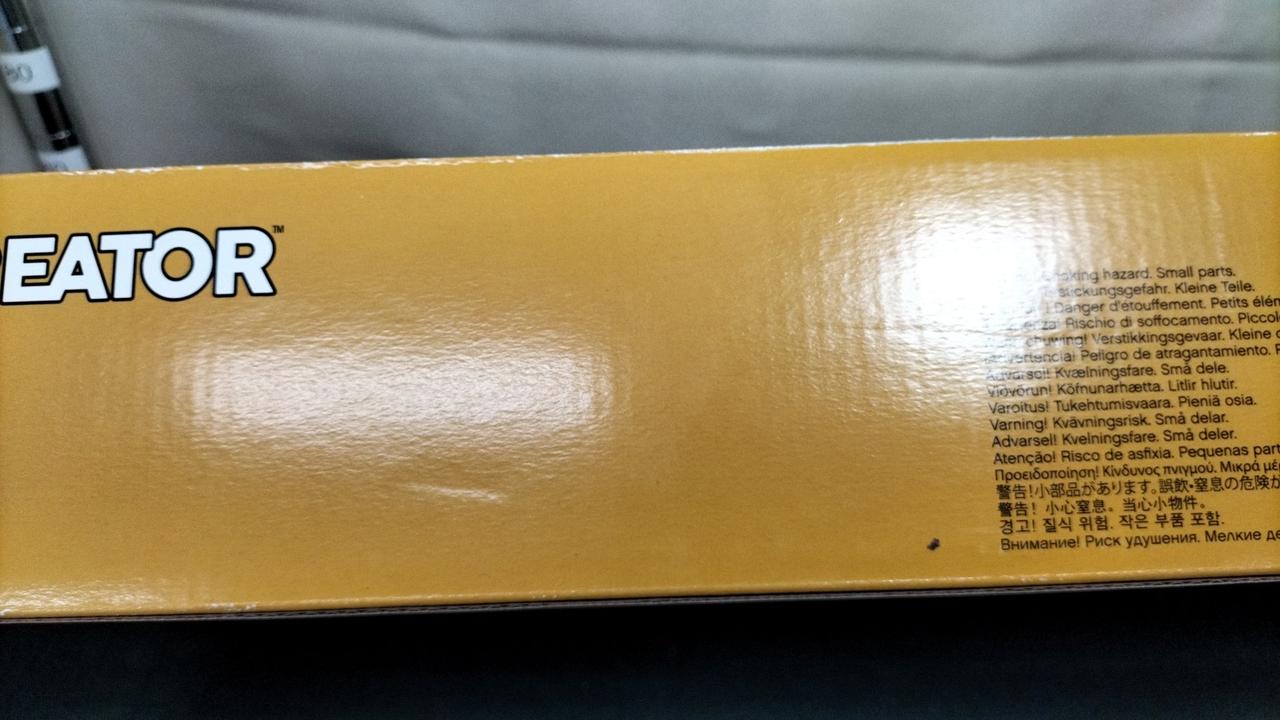 EATOR™
hazard. Small parts.
Kleine Teile.
Danger d'étouffement. Petits élém
Rischio di soffocamento. Piccol
Verstikkingsgevaar. Kleine
Peligro de atragantamiento.
Advarsel! Kvælningsfare. Små dele.
Viðvörun! Köfnunarhætta. Litlir hlutir.
Varoitus! Tukehtumisvaara. Pieniä osia.
Varning! Kvävningsrisk. Små delar.
Advarsel! Kvelningsfare. Små deler.
Atenção! Risco de asfixia. Pequenas part
Προειδοποίηση! Κίνδυνος πνιγμού. Μικρά μέ
警告!小部品があります。誤飲・窒息の危険が
警告! 小心窒息。当心小物件。
경고! 질식 위험. 작은 부품 포함.
Внимание! Риск удушения. Мелкие де